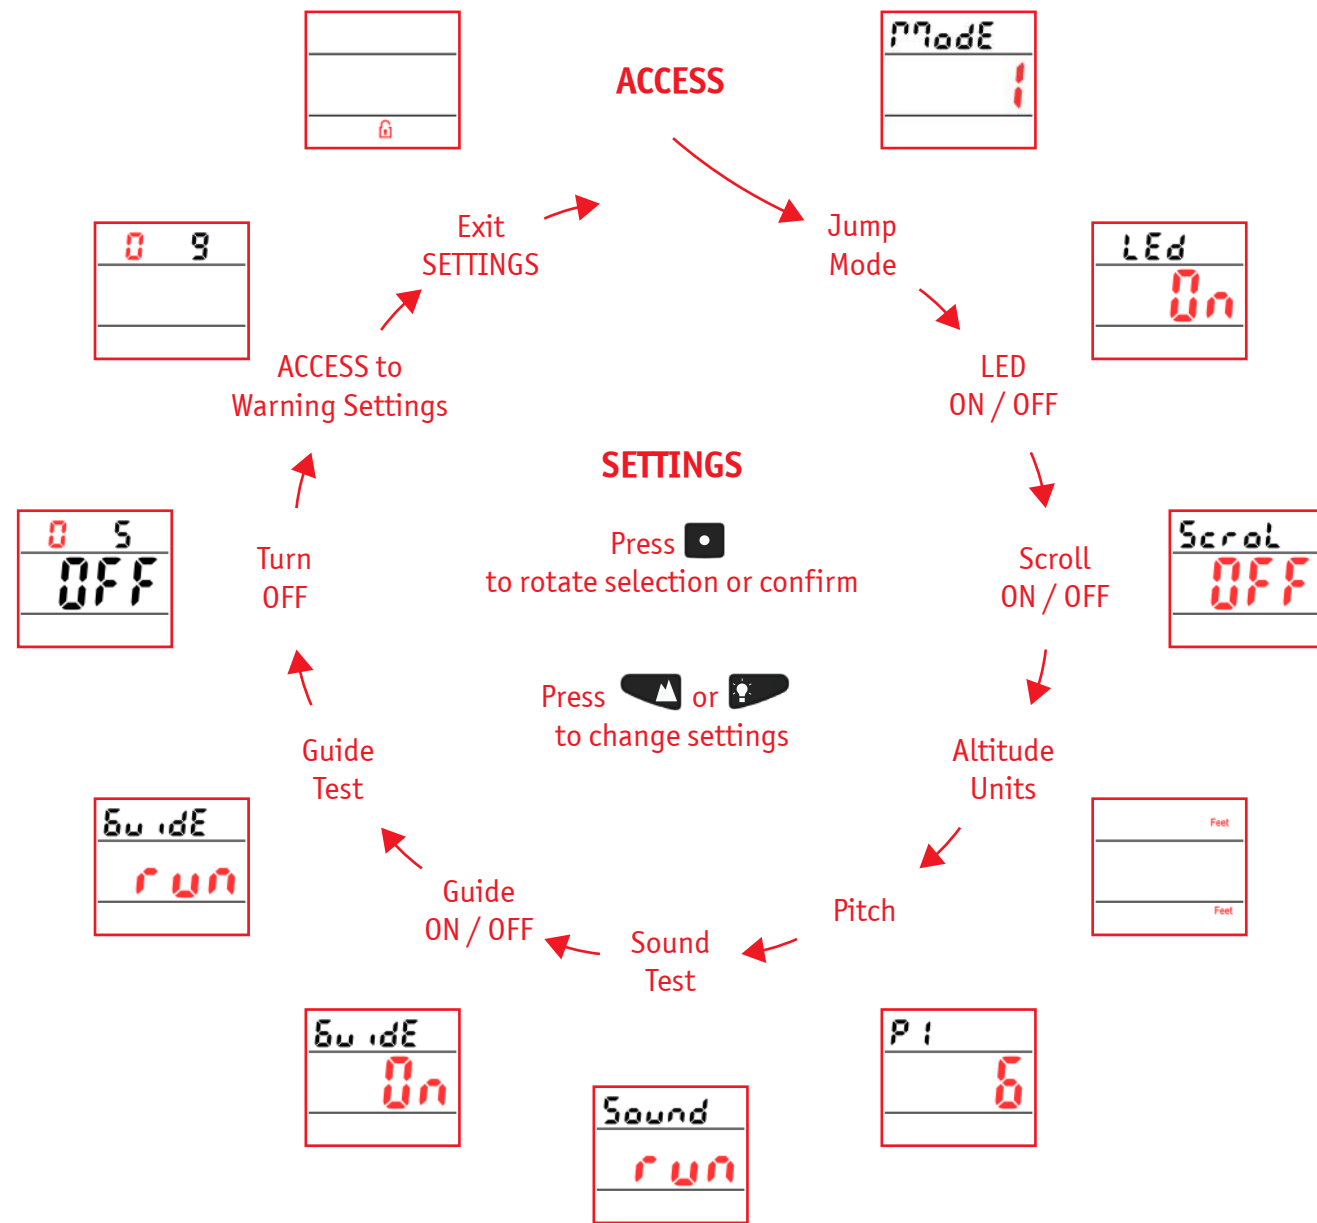 ACCESS
ModE
1
Jump
Mode
LEd
On
LED
ON / OFF
Scrol
OFF
Scroll
ON / OFF
Altitude
Units
Feet
Feet
Pitch
P1
6
Sound
Test
Sound
run
Guide
ON / OFF
GuidE
On
Guide
Test
GuidE
run
Turn
OFF
0 5
OFF
ACCESS to
Warning Settings
0 9
Exit
SETTINGS
SETTINGS
Press
to rotate selection or confirm
Press or
to change settings